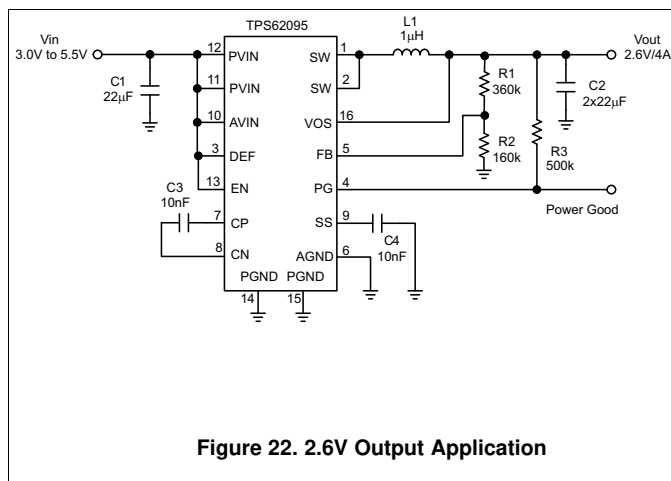 TPS62095
Vin
3.0V to 5.5V
C1
22μF
12
PVIN
11
PVIN
10
AVIN
3
DEF
13
EN
C3
10nF
7
CP
8
CN
PGND
14
PGND
15
SW
1
SW
2
VOS
16
FB
5
PG
4
SS
9
AGND
6
C4
10nF
L1
1μH
R1
360k
R2
160k
R3
500k
C2
2x22μF
Vout
2.6V/4A
Power Good
Figure 22. 2.6V Output Application